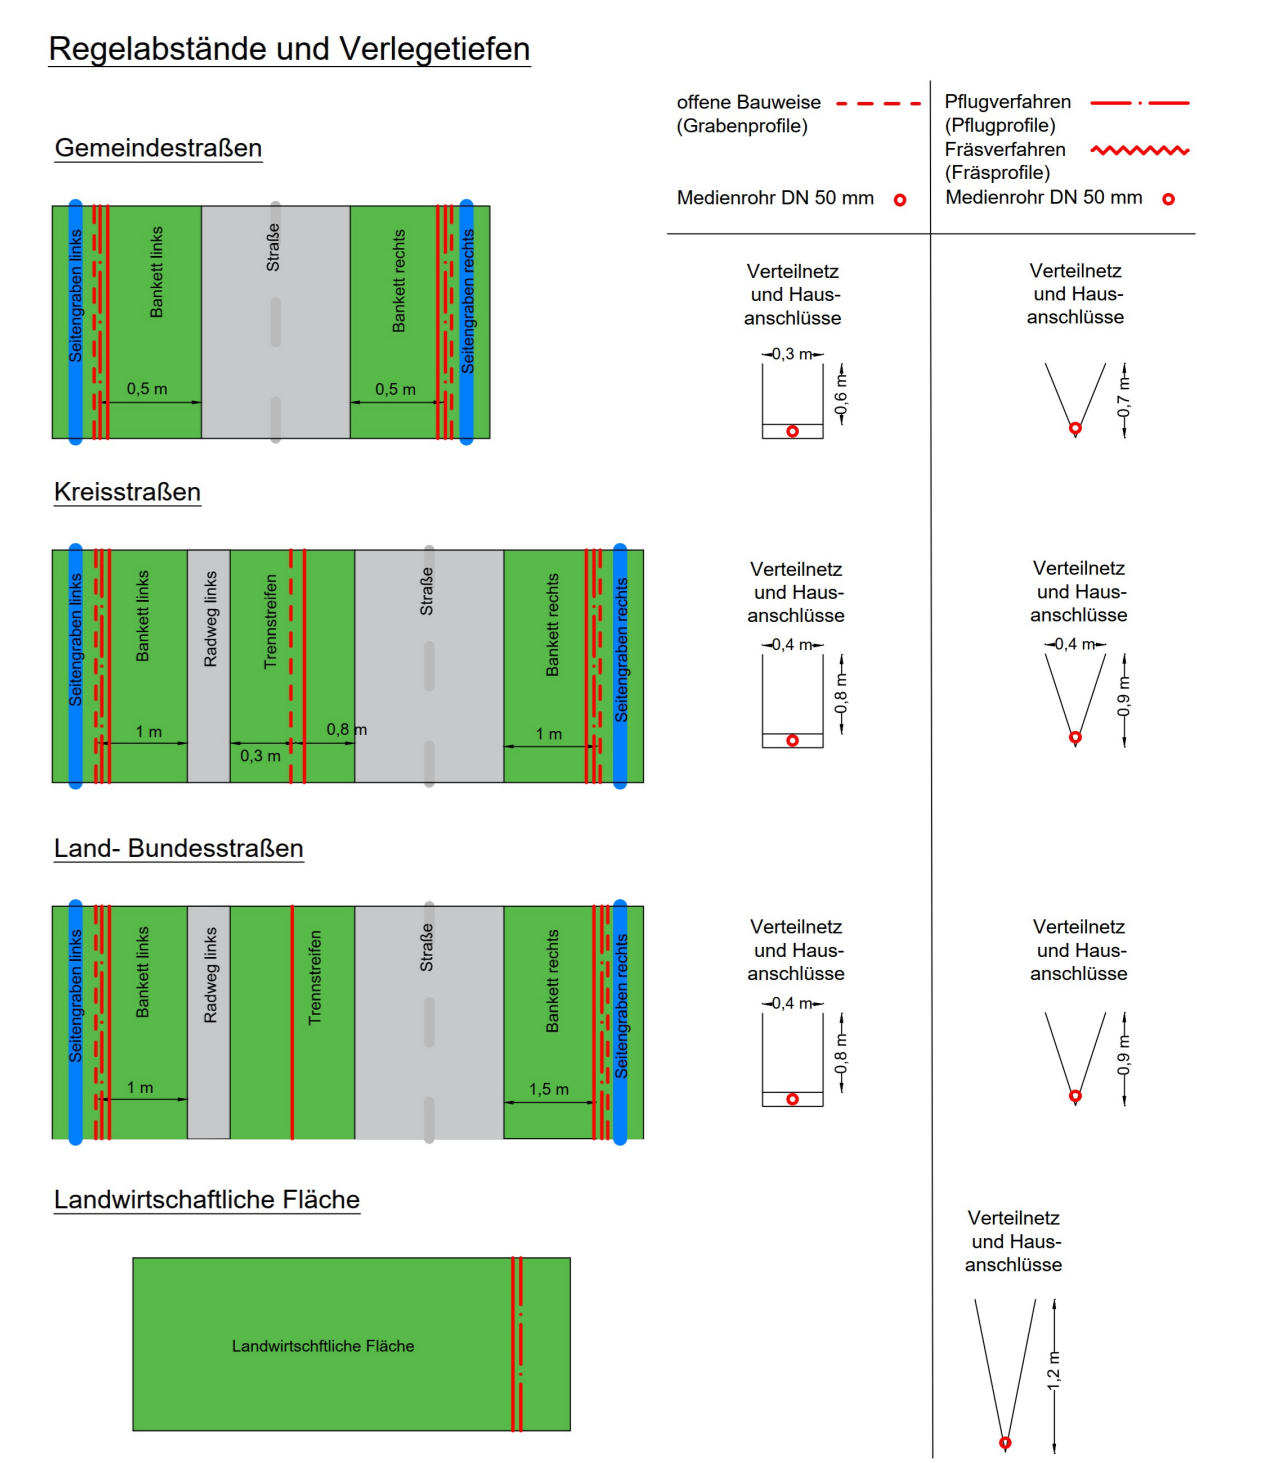 Regelabstände und Verlegetiefen
offene Bauweise
(Grabenprofile)
Medienrohr DN 50 mm
Pflugverfahren
(Pflugprofile)
Fräsverfahren
(Fräsprofile)
Medienrohr DN 50 mm
Gemeindestraßen
Seitengraben links
Bankett links
Straße
Bankett rechts
Seitengraben rechts
0,5 m
0,5 m
Verteilnetz
und Haus-
anschlüsse
0,3 m
0,6 m
Verteilnetz
und Haus-
anschlüsse
0,7 m
Kreisstraßen
Seitengraben links
Bankett links
Radweg links
Trennstreifen
Straße
Bankett rechts
Seitengraben rechts
1 m
0,3 m
0,8 m
1 m
Verteilnetz
und Haus-
anschlüsse
0,4 m
0,8 m
Verteilnetz
und Haus-
anschlüsse
0,4 m
0,9 m
Land- Bundesstraßen
Seitengraben links
Bankett links
Radweg links
Trennstreifen
Straße
Bankett rechts
Seitengraben rechts
1 m
1,5 m
Verteilnetz
und Haus-
anschlüsse
0,4 m
0,8 m
Verteilnetz
und Haus-
anschlüsse
0,9 m
Landwirtschaftliche Fläche
Landwirtschftliche Fläche
Verteilnetz
und Haus-
anschlüsse
1,2 m